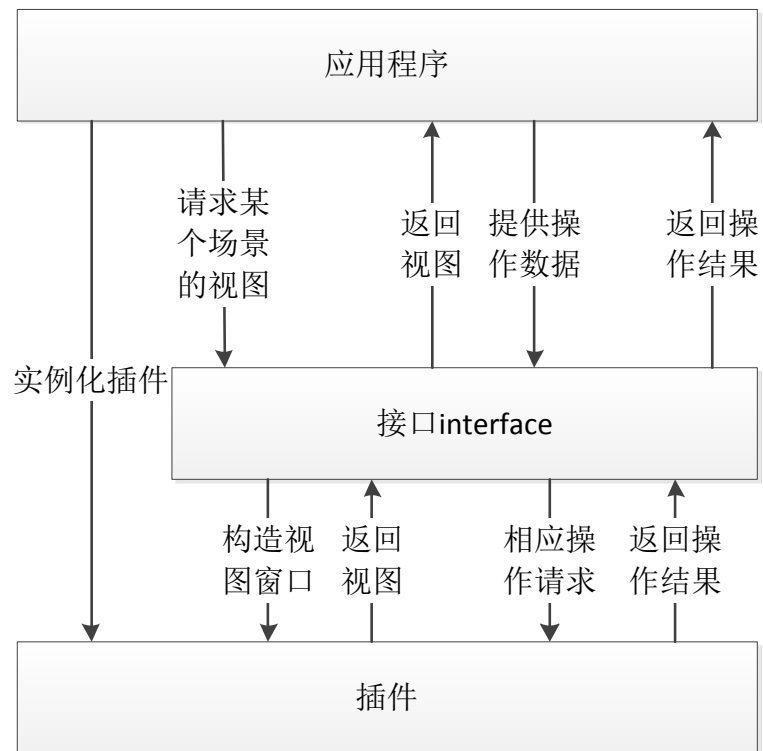 应用程序
请求某
个场景
的视图
返回
视图
提供操
作数据
返回操
作结果
实例化插件
接口interface
构造视
图窗口
返回
视图
相应操
作请求
返回操
作结果
插件